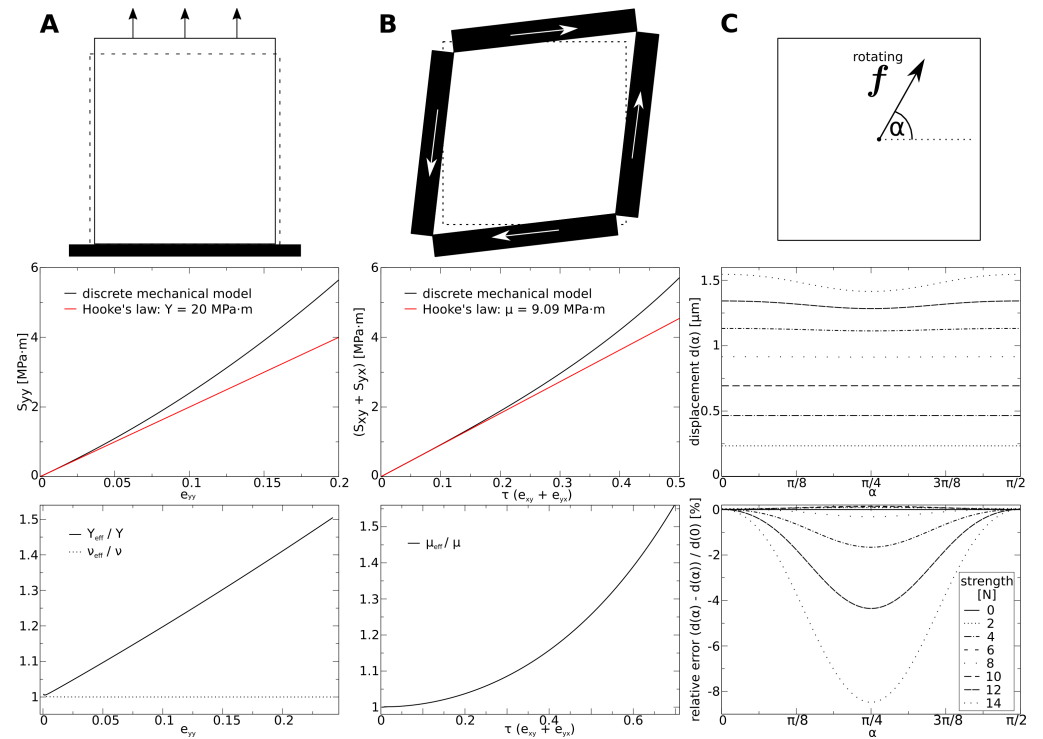 A
B
C
rotating
f
α
6
4
2
0
Syy [MPa·m]
discrete mechanical model
Hooke's law: Y = 20 MPa·m
0 0.05 0.1 0.15 0.2
eyy
6
4
2
0
(Sxy + Syx) [MPa·m]
discrete mechanical model
Hooke's law: μ = 9.09 MPa·m
0 0.1 0.2 0.3 0.4 0.5
τ (exy + eyx)
1.5
1
0.5
0
displacement d(α) [μm]
0 π/8 π/4 3π/8 π/2
α
1.5
1.4
1.3
1.2
1.1
1
Yeff / Y
νeff / ν
0 0.05 0.1 0.15 0.2
eyy
1.5
1.4
1.3
1.2
1.1
1
μeff / μ
0 0.2 0.4 0.6
τ (exy + eyx)
0
-2
-4
-6
-8
relative error (d(α) - d(α)) / d(0) [%]
strength
[N]
0
2
4
6
8
10
12
14
0 π/8 π/4 3π/8 π/2
α